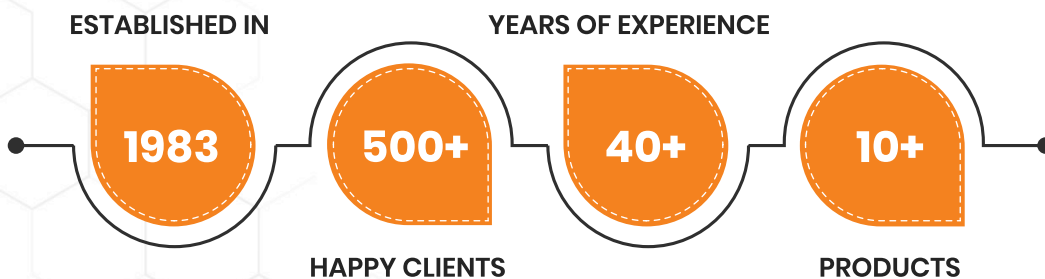 ESTABLISHED IN
1983
500+
HAPPY CLIENTS
YEARS OF EXPERIENCE
40+
10+
PRODUCTS